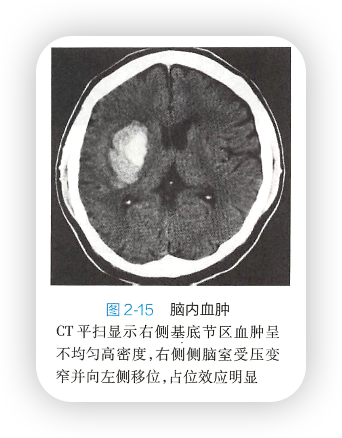 图2-15 脑内血肿
CT平扫显示右侧基底节区血肿呈
不均匀高密度,右侧侧脑室受压变
窄并向左侧移位,占位效应明显